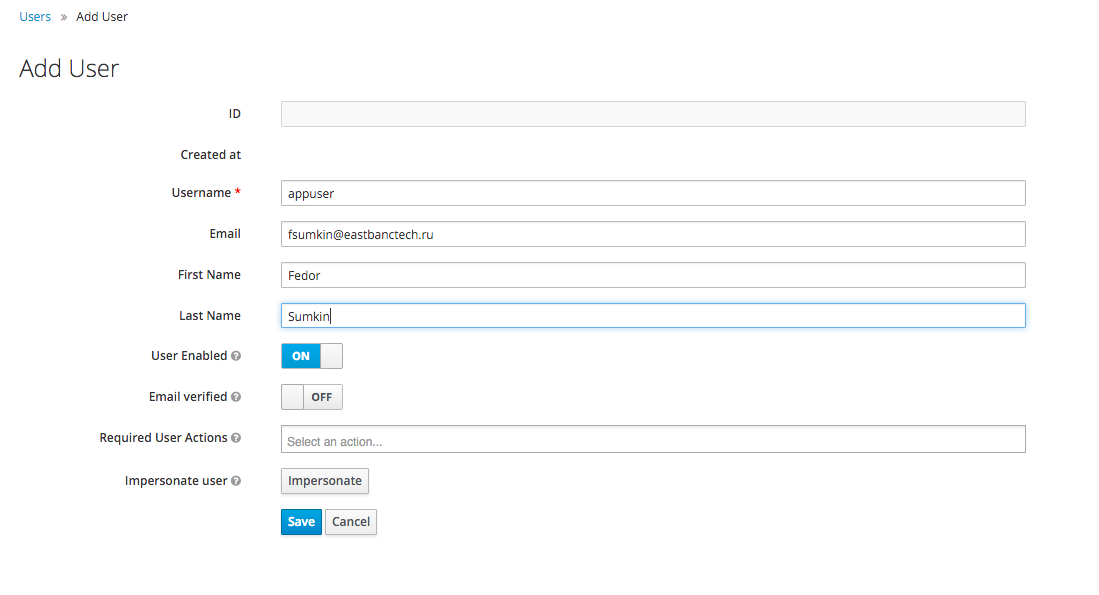 Users » Add User
Add User
ID
Created at
Username * appuser
Email fsumkin@eastbanctech.ru
First Name Fedor
Last Name Sumkin
User Enabled ? ON
Email verified ? OFF
Required User Actions ? Select an action...
Impersonate user ? Impersonate
Save Cancel